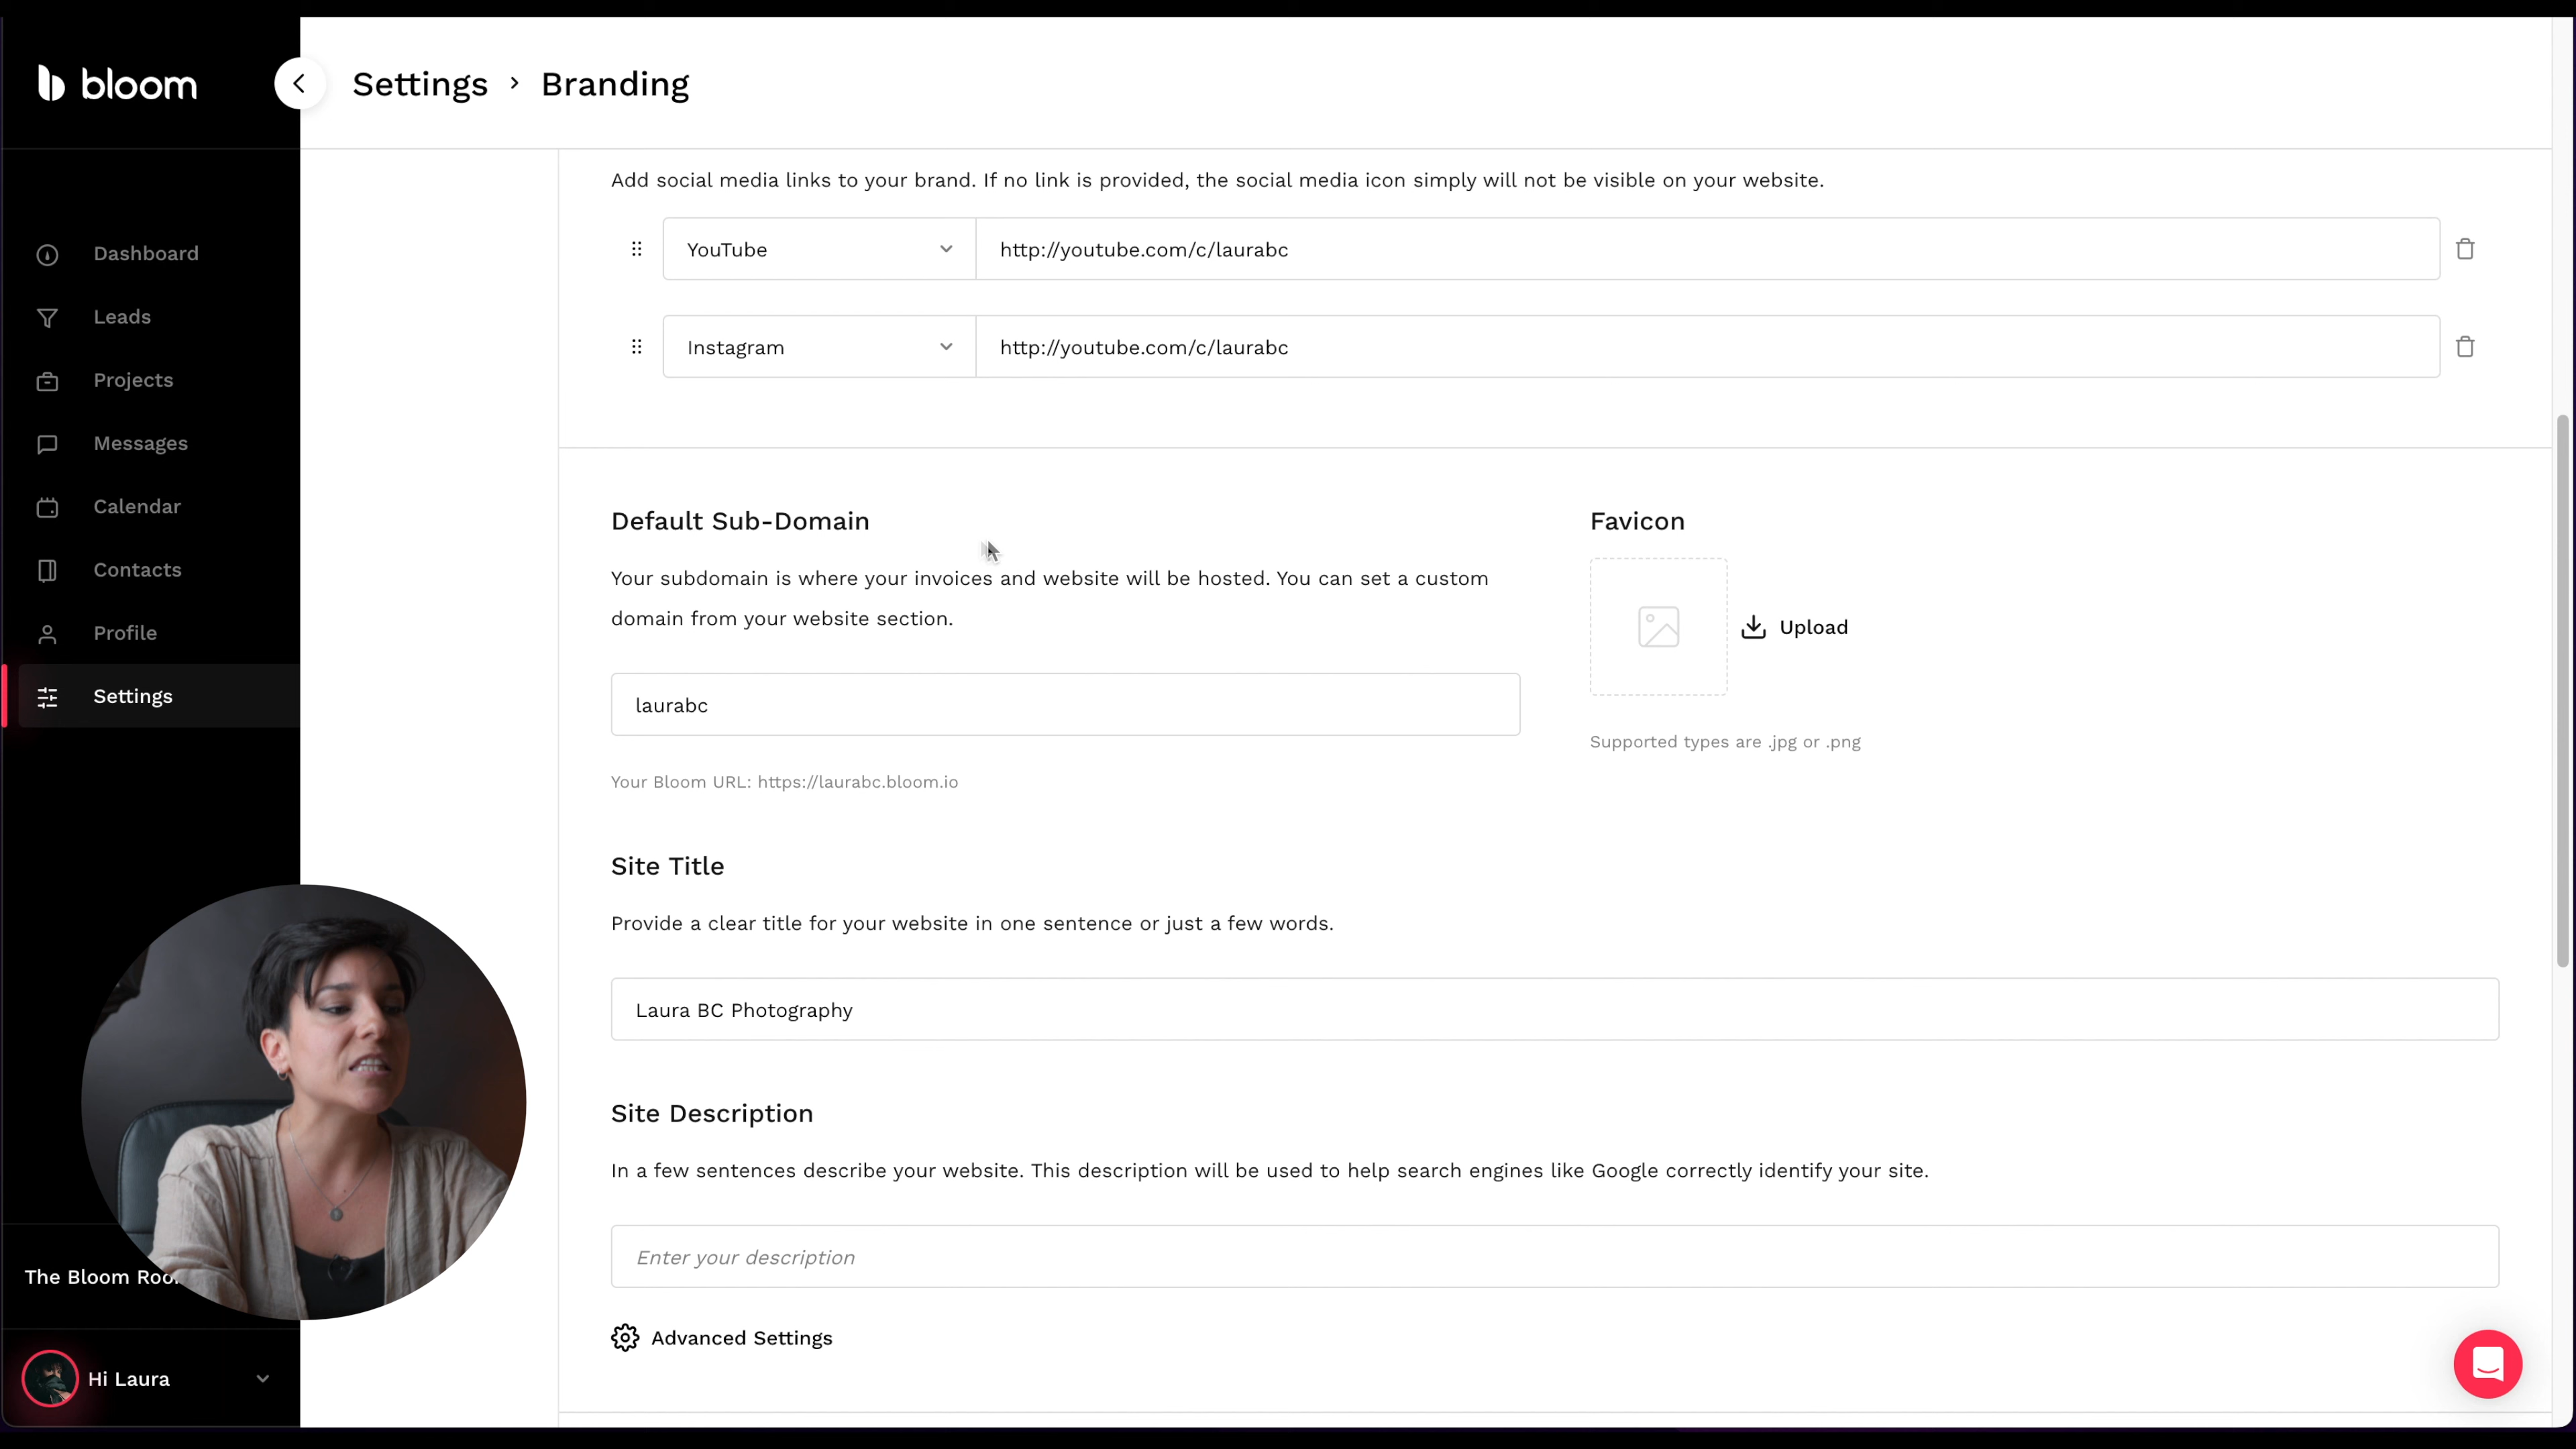 bloom
Settings > Branding
Dashboard
Leads
Projects
Messages
Calendar
Contacts
Profile
Settings
The Bloom
Hi Laura
Add social media links to your brand. If no link is provided, the social media icon simply will not be visible on your website.
YouTube http://youtube.com/c/laurabc
Instagram http://youtube.com/c/laurabc
Default Sub-Domain
Your subdomain is where your invoices and website will be hosted. You can set a custom
domain from your website section.
laurabc
Your Bloom URL: https://laurabc.bloom.io
Favicon
Upload
Supported types are .jpg or .png
Site Title
Provide a clear title for your website in one sentence or just a few words.
Laura BC Photography
Site Description
In a few sentences describe your website. This description will be used to help search engines like Google correctly identify your site.
Enter your description
Advanced Settings